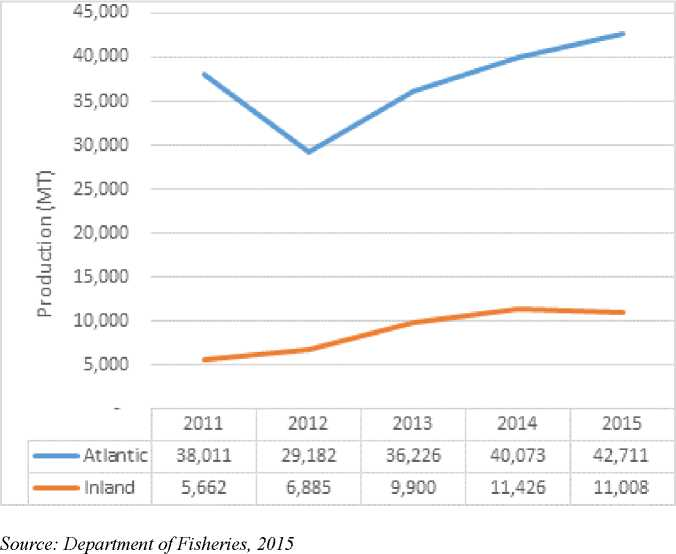 45,000
40,000
35,000
30,000
25,000
20,000
15,000
10,000
5,000
-
Production (MT)
2011 2012 2013 2014 2015
Atlantic 38,011 29,182 36,226 40,073 42,711
Inland 5,662 6,885 9,900 11,426 11,008
Source: Department of Fisheries, 2015